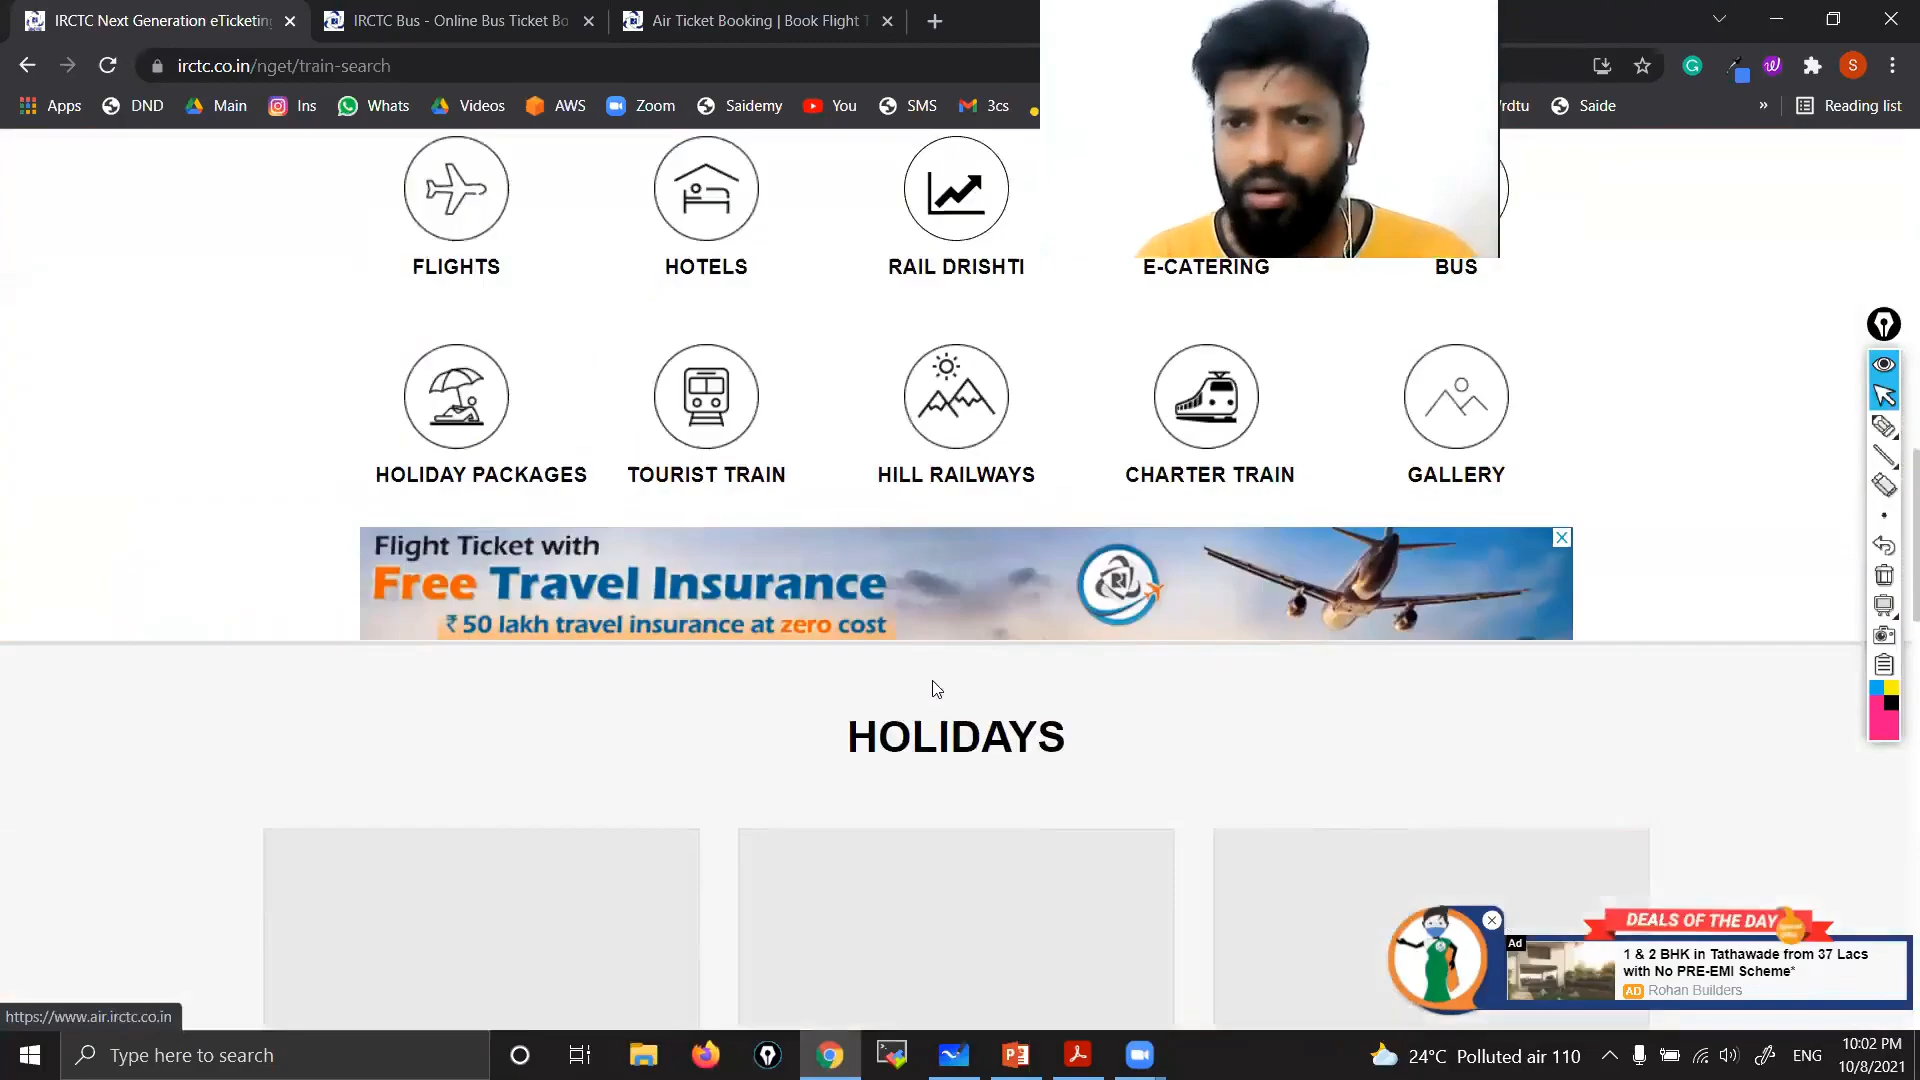 IRCTC Next Generation eTicketing
IRCTC Bus - Online Bus Ticket Bo
Air Ticket Booking | Book Flight T
irctc.co.in/nget/train-search
S
Apps
DND
Main
Ins
Whats
Videos
AWS
Zoom
Saidemy
You
SMS
3cs
rdtu
Saide
»
Reading list
FLIGHTS
HOTELS
RAIL DRISHTI
E-CATERING
BUS
HOLIDAY PACKAGES
TOURIST TRAIN
HILL RAILWAYS
CHARTER TRAIN
GALLERY
Flight Ticket with
Free Travel Insurance
₹ 50 lakh travel insurance at zero cost
HOLIDAYS
DEALS OF THE DAY
Ad
1 & 2 BHK in Tathawade from 37 Lacs
with No PRE-EMI Scheme*
AD Rohan Builders
https://www.air.irctc.co.in
Type here to search
24°C Polluted air 110
ENG
10:02 PM
10/8/2021